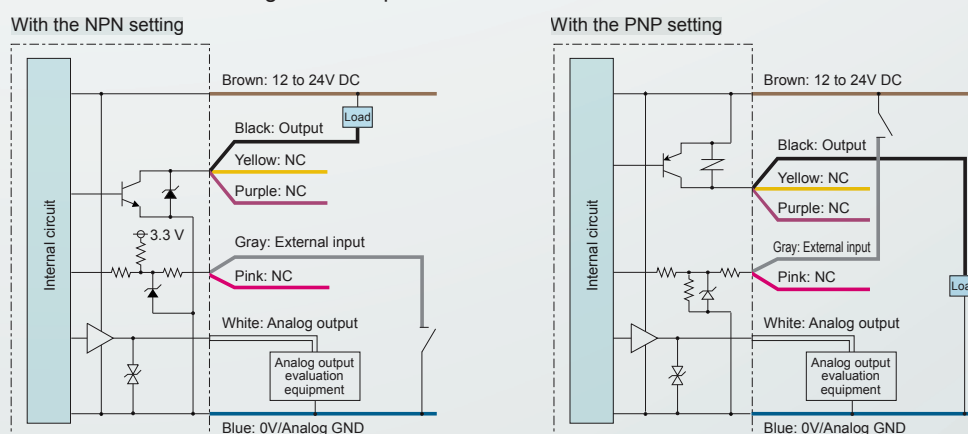 With the NPN setting
Brown: 12 to 24V DC
Load
Black: Output
Yellow: NC
Purple: NC
3.3 V
Gray: External input
Pink: NC
White: Analog output
Analog output
evaluation
equipment
Blue: 0V/Analog GND
Internal circuit
With the PNP setting
Brown: 12 to 24V DC
Black: Output
Yellow: NC
Purple: NC
Gray: External input
Pink: NC
White: Analog output
Analog output
evaluation
equipment
Blue: 0V/Analog GND
Internal circuit